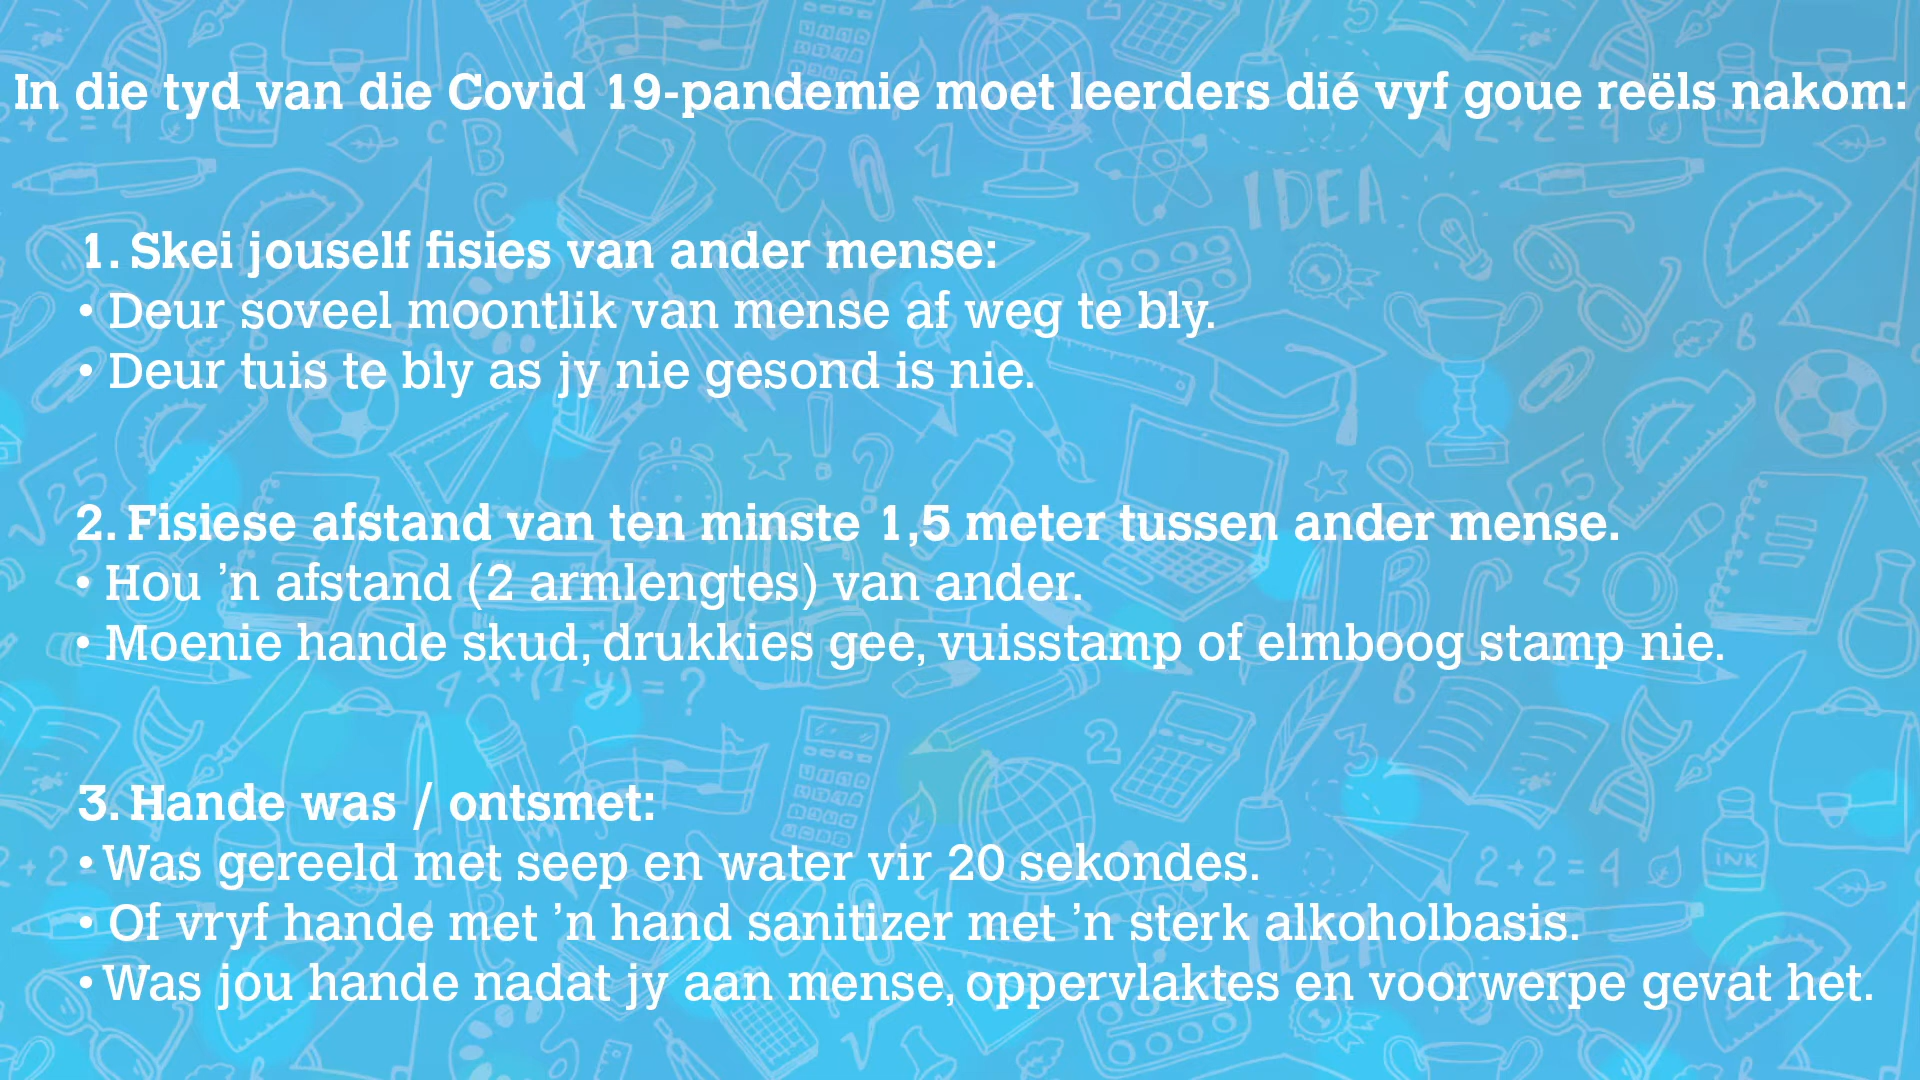 In die tyd van die Covid 19-pandemie moet leerders dié vyf goue reëls nakom:
1. Skei jouself fisies van ander mense:
• Deur soveel moontlik van mense af weg te bly.
• Deur tuis te bly as jy nie gesond is nie.
2. Fisiese afstand van ten minste 1,5 meter tussen ander mense.
• Hou ’n afstand (2 armlengtes) van ander.
• Moenie hande skud, drukkies gee, vuisstamp of elmboog stamp nie.
3. Hande was / ontsmet:
• Was gereeld met seep en water vir 20 sekondes.
• Of vryf hande met ’n hand sanitizer met ’n sterk alkoholbasis.
• Was jou hande nadat jy aan mense, oppervlaktes en voorwerpe gevat het.